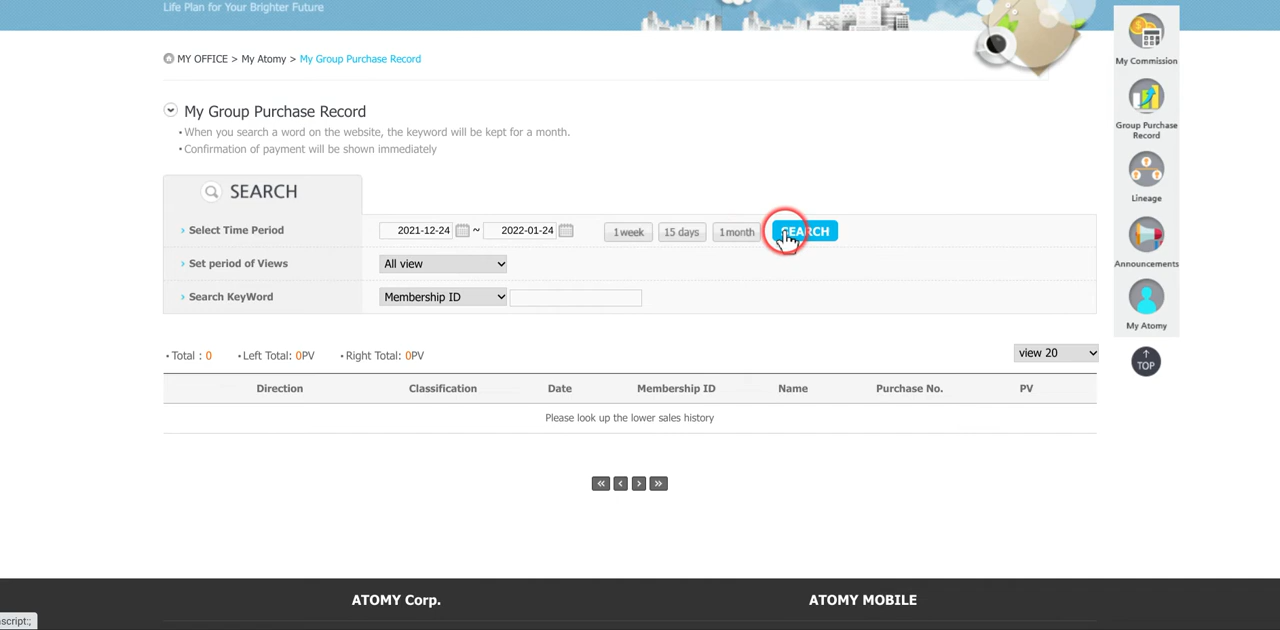 Life Plan for Your Brighter Future
MY OFFICE > My Atomy > My Group Purchase Record
My Group Purchase Record
•When you search a word on the website, the keyword will be kept for a month.
•Confirmation of payment will be shown immediately
SEARCH
› Select Time Period 2021-12-24 ~ 2022-01-24 1week 15 days 1month SEARCH
› Set period of Views All view
› Search KeyWord Membership ID
• Total : 0 • Left Total: 0PV • Right Total: 0PV view 20
Direction Classification Date Membership ID Name Purchase No. PV
Please look up the lower sales history
« ‹ › »
ATOMY Corp. ATOMY MOBILE
script:;
My Commission
Group Purchase
Record
Lineage
Announcements
My Atomy
TOP